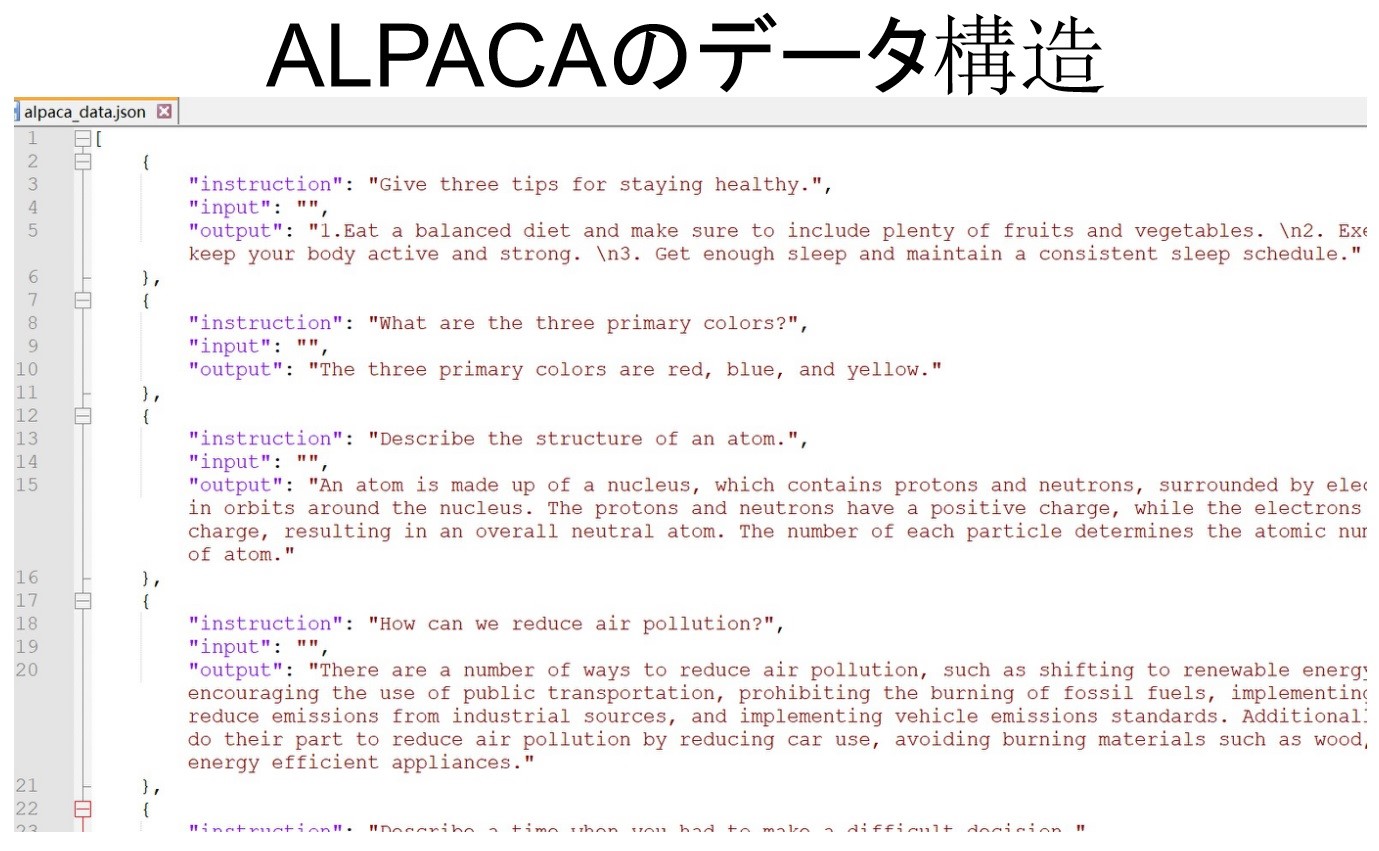 ALPACAのデータ構造
alpaca_data.json
1 [
2 {
3 "instruction": "Give three tips for staying healthy.",
4 "input": "",
5 "output": "1.Eat a balanced diet and make sure to include plenty of fruits and vegetables. \n2. Exe
keep your body active and strong. \n3. Get enough sleep and maintain a consistent sleep schedule."
6 },
7 {
8 "instruction": "What are the three primary colors?",
9 "input": "",
10 "output": "The three primary colors are red, blue, and yellow."
11 },
12 {
13 "instruction": "Describe the structure of an atom.",
14 "input": "",
15 "output": "An atom is made up of a nucleus, which contains protons and neutrons, surrounded by elec
in orbits around the nucleus. The protons and neutrons have a positive charge, while the electrons
charge, resulting in an overall neutral atom. The number of each particle determines the atomic num
of atom."
16 },
17 {
18 "instruction": "How can we reduce air pollution?",
19 "input": "",
20 "output": "There are a number of ways to reduce air pollution, such as shifting to renewable energy
encouraging the use of public transportation, prohibiting the burning of fossil fuels, implementing
reduce emissions from industrial sources, and implementing vehicle emissions standards. Additionall
do their part to reduce air pollution by reducing car use, avoiding burning materials such as wood,
energy efficient appliances."
21 },
22 {
23 "instruction": "Describe a time when you had to make a difficult decision."